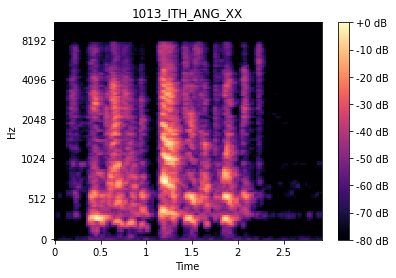 1013_ITH_ANG_XX
8192
4096
2048
1024
512
0
Hz
0
0.5
1
1.5
2
2.5
Time
+0 dB
-10 dB
-20 dB
-30 dB
-40 dB
-50 dB
-60 dB
-70 dB
-80 dB